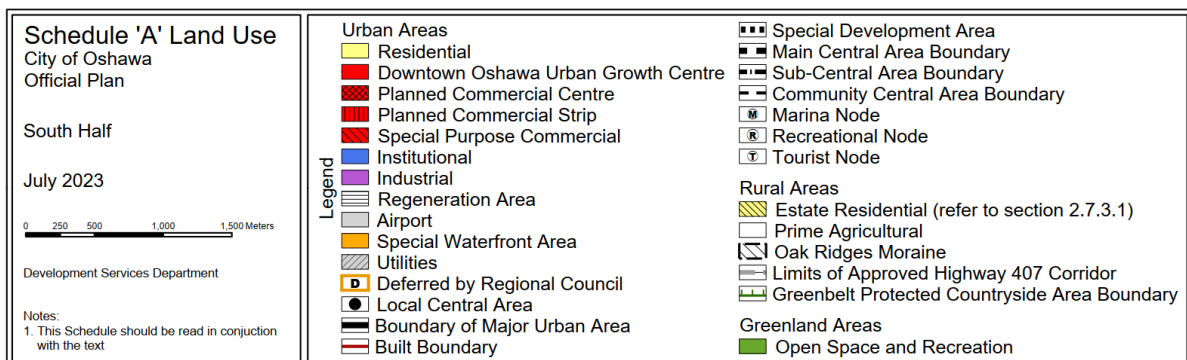 Schedule 'A' Land Use
City of Oshawa
Official Plan
South Half
July 2023
0 250 500 1,000 1,500 Meters
Development Services Department
Notes:
1. This Schedule should be read in conjuction
with the text
Legend
Urban Areas
Residential
Downtown Oshawa Urban Growth Centre
Planned Commercial Centre
Planned Commercial Strip
Special Purpose Commercial
Institutional
Industrial
Regeneration Area
Airport
Special Waterfront Area
Utilities
D Deferred by Regional Council
Local Central Area
Boundary of Major Urban Area
Built Boundary
Special Development Area
Main Central Area Boundary
Sub-Central Area Boundary
Community Central Area Boundary
M Marina Node
R Recreational Node
T Tourist Node
Rural Areas
Estate Residential (refer to section 2.7.3.1)
Prime Agricultural
Oak Ridges Moraine
Limits of Approved Highway 407 Corridor
Greenbelt Protected Countryside Area Boundary
Greenland Areas
Open Space and Recreation